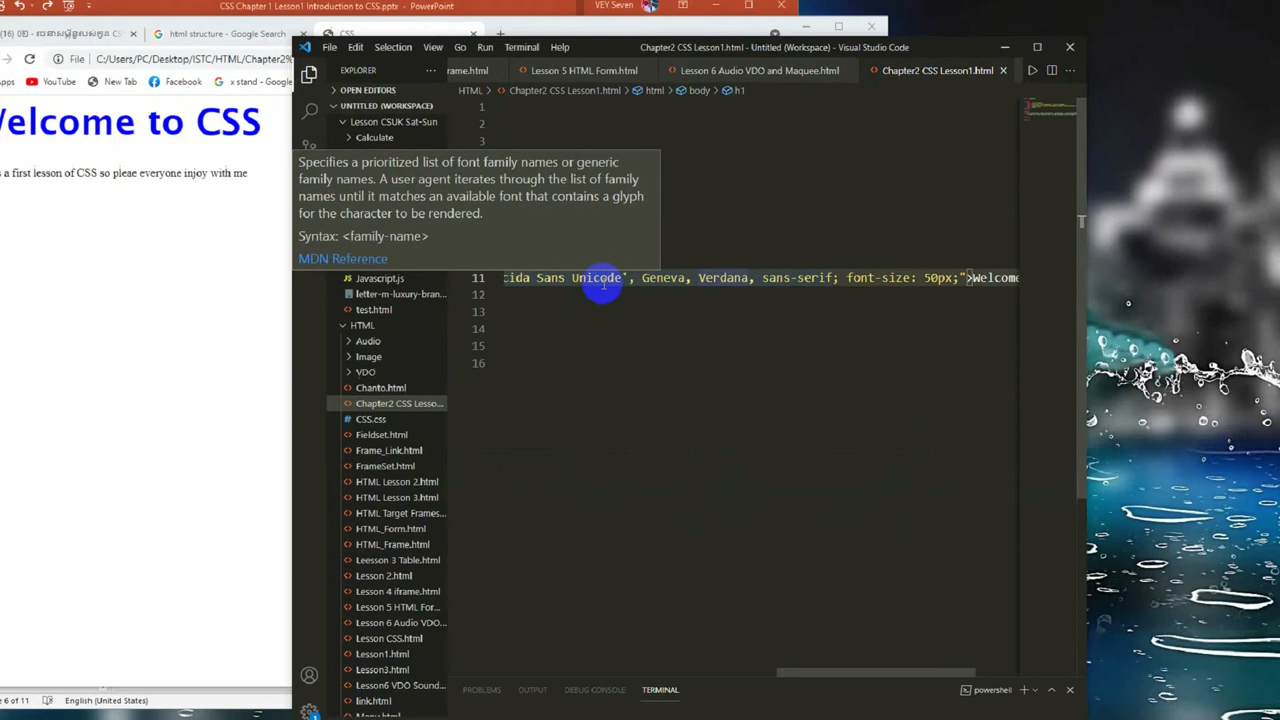 CSS Chapter 1 Lesson1 Introduction to CSS.pptx - PowerPoint
VEY Seven
html structure - Google Search
CSS
File
C:/Users/PC/Desktop/ISTC/HTML/Chapter2%
YouTube
New Tab
Facebook
x stand - Google
elcome to CSS
s a first lesson of CSS so pleae everyone injoy with me
File Edit Selection View Go Run Terminal Help
Chapter2 CSS Lesson1.html - Untitled (Workspace) - Visual Studio Code
EXPLORER
rame.html
Lesson 5 HTML Form.html
Lesson 6 Audio VDO and Maquee.html
Chapter2 CSS Lesson1.html
OPEN EDITORS
HTML > Chapter2 CSS Lesson1.html > html > body > h1
UNTITLED (WORKSPACE)
1
Lesson CSUK Sat-Sun
2
Calculate
3
Specifies a prioritized list of font family names or generic
family names. A user agent iterates through the list of family
names until it matches an available font that contains a glyph
for the character to be rendered.
Syntax: <family-name>
MDN Reference
Javascript.js
11
cida Sans Unicode', Geneva, Verdana, sans-serif; font-size: 50px;">Welcome
letter-m-luxury-bran...
12
test.html
13
HTML
14
Audio
15
Image
16
VDO
Chanto.html
Chapter2 CSS Lesso...
CSS.css
Fieldset.html
Frame_Link.html
FrameSet.html
HTML Lesson 2.html
HTML Lesson 3.html
HTML Target Frames...
HTML_Form.html
HTML_Frame.html
Leesson 3 Table.html
Lesson 2.html
Lesson 4 iframe.html
Lesson 5 HTML For...
Lesson 6 Audio VDO...
Lesson CSS.html
Lesson1.html
Lesson3.html
Lesson6 VDO Sound...
link.html
PROBLEMS OUTPUT DEBUG CONSOLE TERMINAL
powershell
e 6 of 11
English (United States)